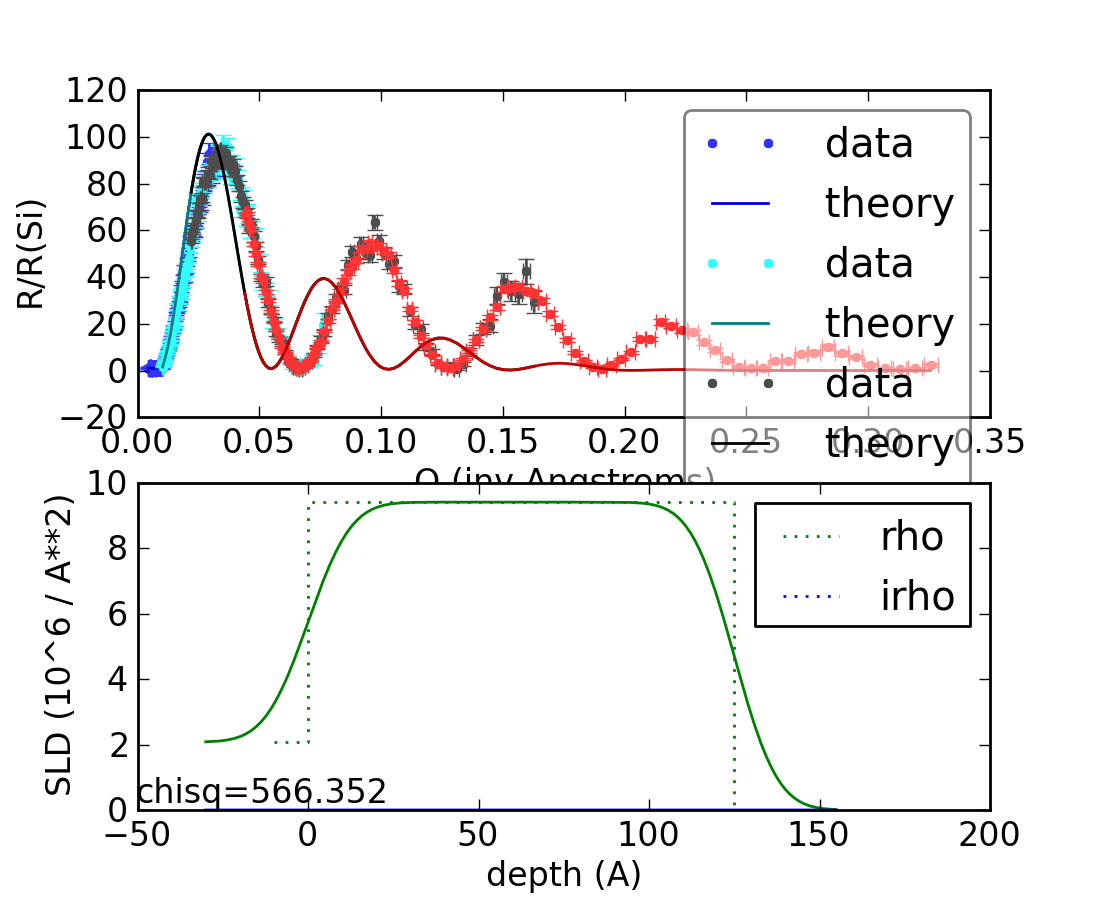 120
100
80
60
40
20
0
−20
R/R(Si)
data
theory
data
theory
data
theory
0.00 0.05 0.10 0.15 0.20 0.25 0.30 0.35
Q (inv Angstroms)
10
8
6
4
2
0
SLD (10^6 / A**2)
rho
irho
chisq=566.352
−50 0 50 100 150 200
depth (A)